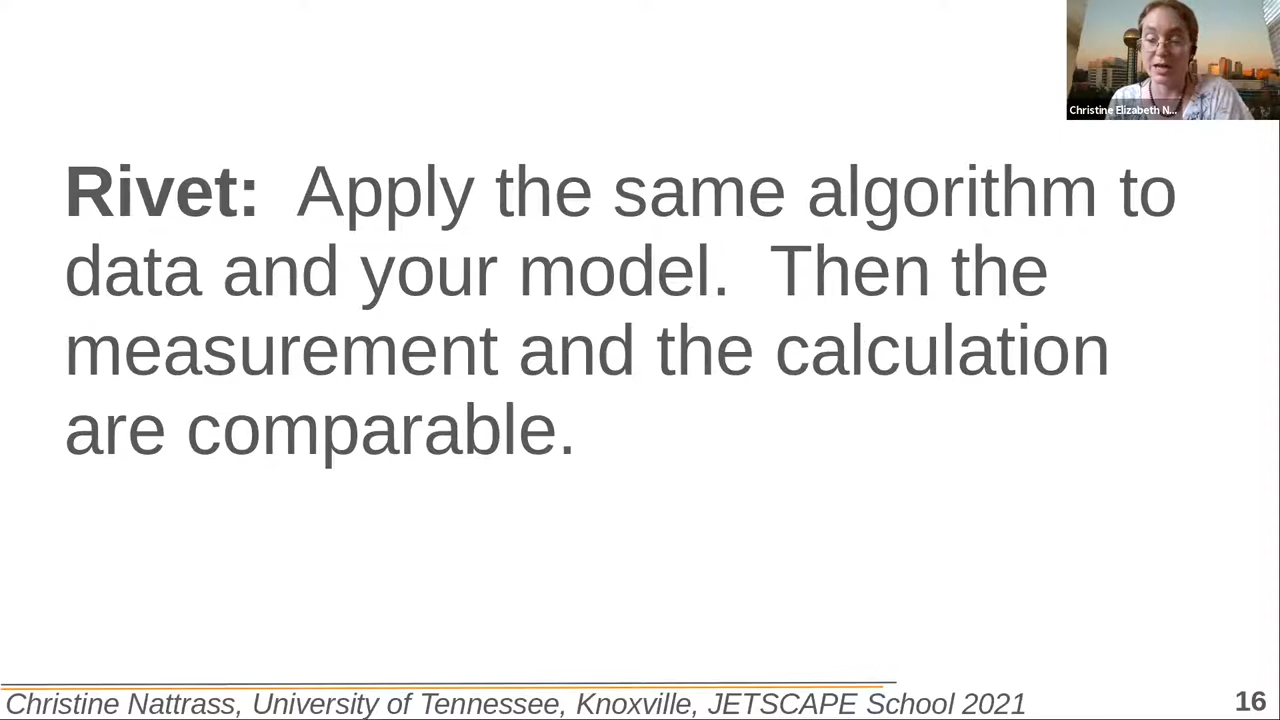 Christine Elizabeth N...
Rivet: Apply the same algorithm to
data and your model. Then the
measurement and the calculation
are comparable.
Christine Nattrass, University of Tennessee, Knoxville, JETSCAPE School 2021
16